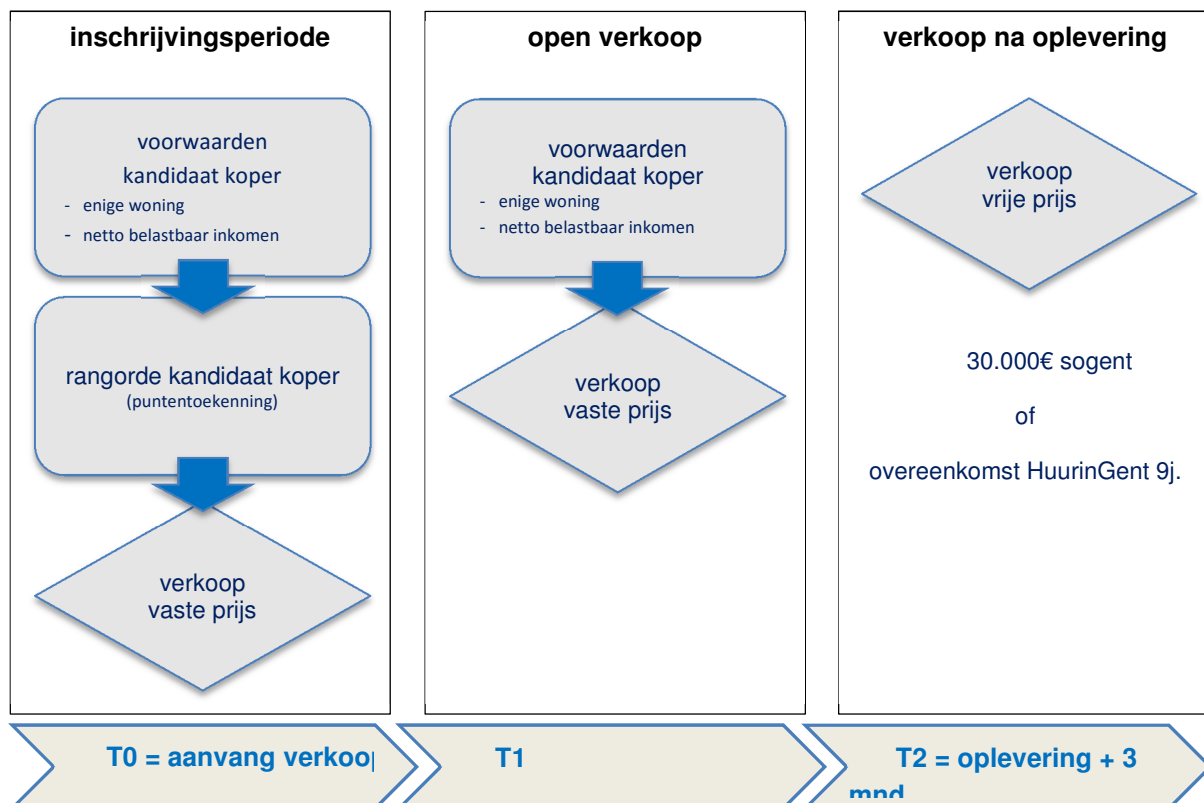 inschrijvingsperiode
voorwaarden
kandidaat koper
- enige woning
- netto belastbaar inkomen
rangorde kandidaat koper
(puntentoekenning)
verkoop
vaste prijs
open verkoop
voorwaarden
kandidaat koper
- enige woning
- netto belastbaar inkomen
verkoop
vaste prijs
verkoop na oplevering
verkoop
vrije prijs
30.000€ sogent
of
overeenkomst HuurinGent 9j.
T0 = aanvang verkoop
T1
T2 = oplevering + 3
mnd